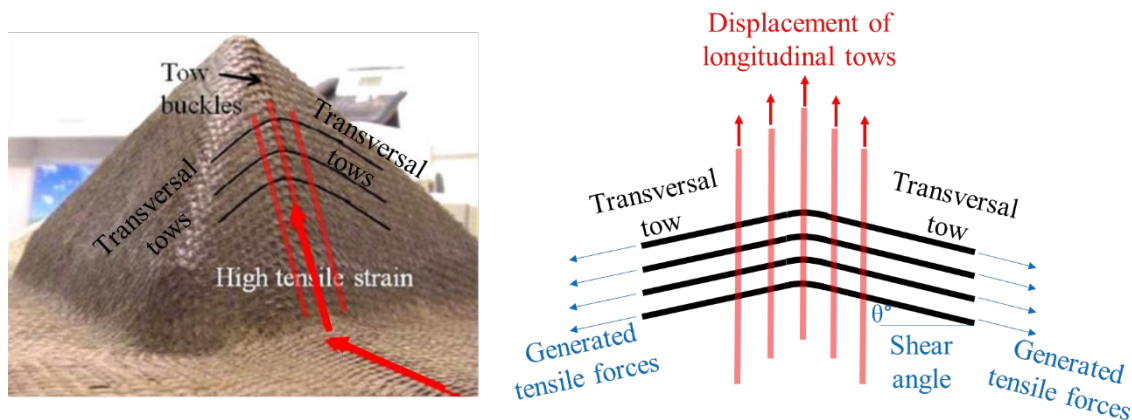 Tow
buckles
Transversal
tows
Transversal
tows
High tensile strain
Displacement of
longitudinal tows
Transversal
tow
Transversal
tow
θ°
Generated
tensile forces
Shear
angle
Generated
tensile forces